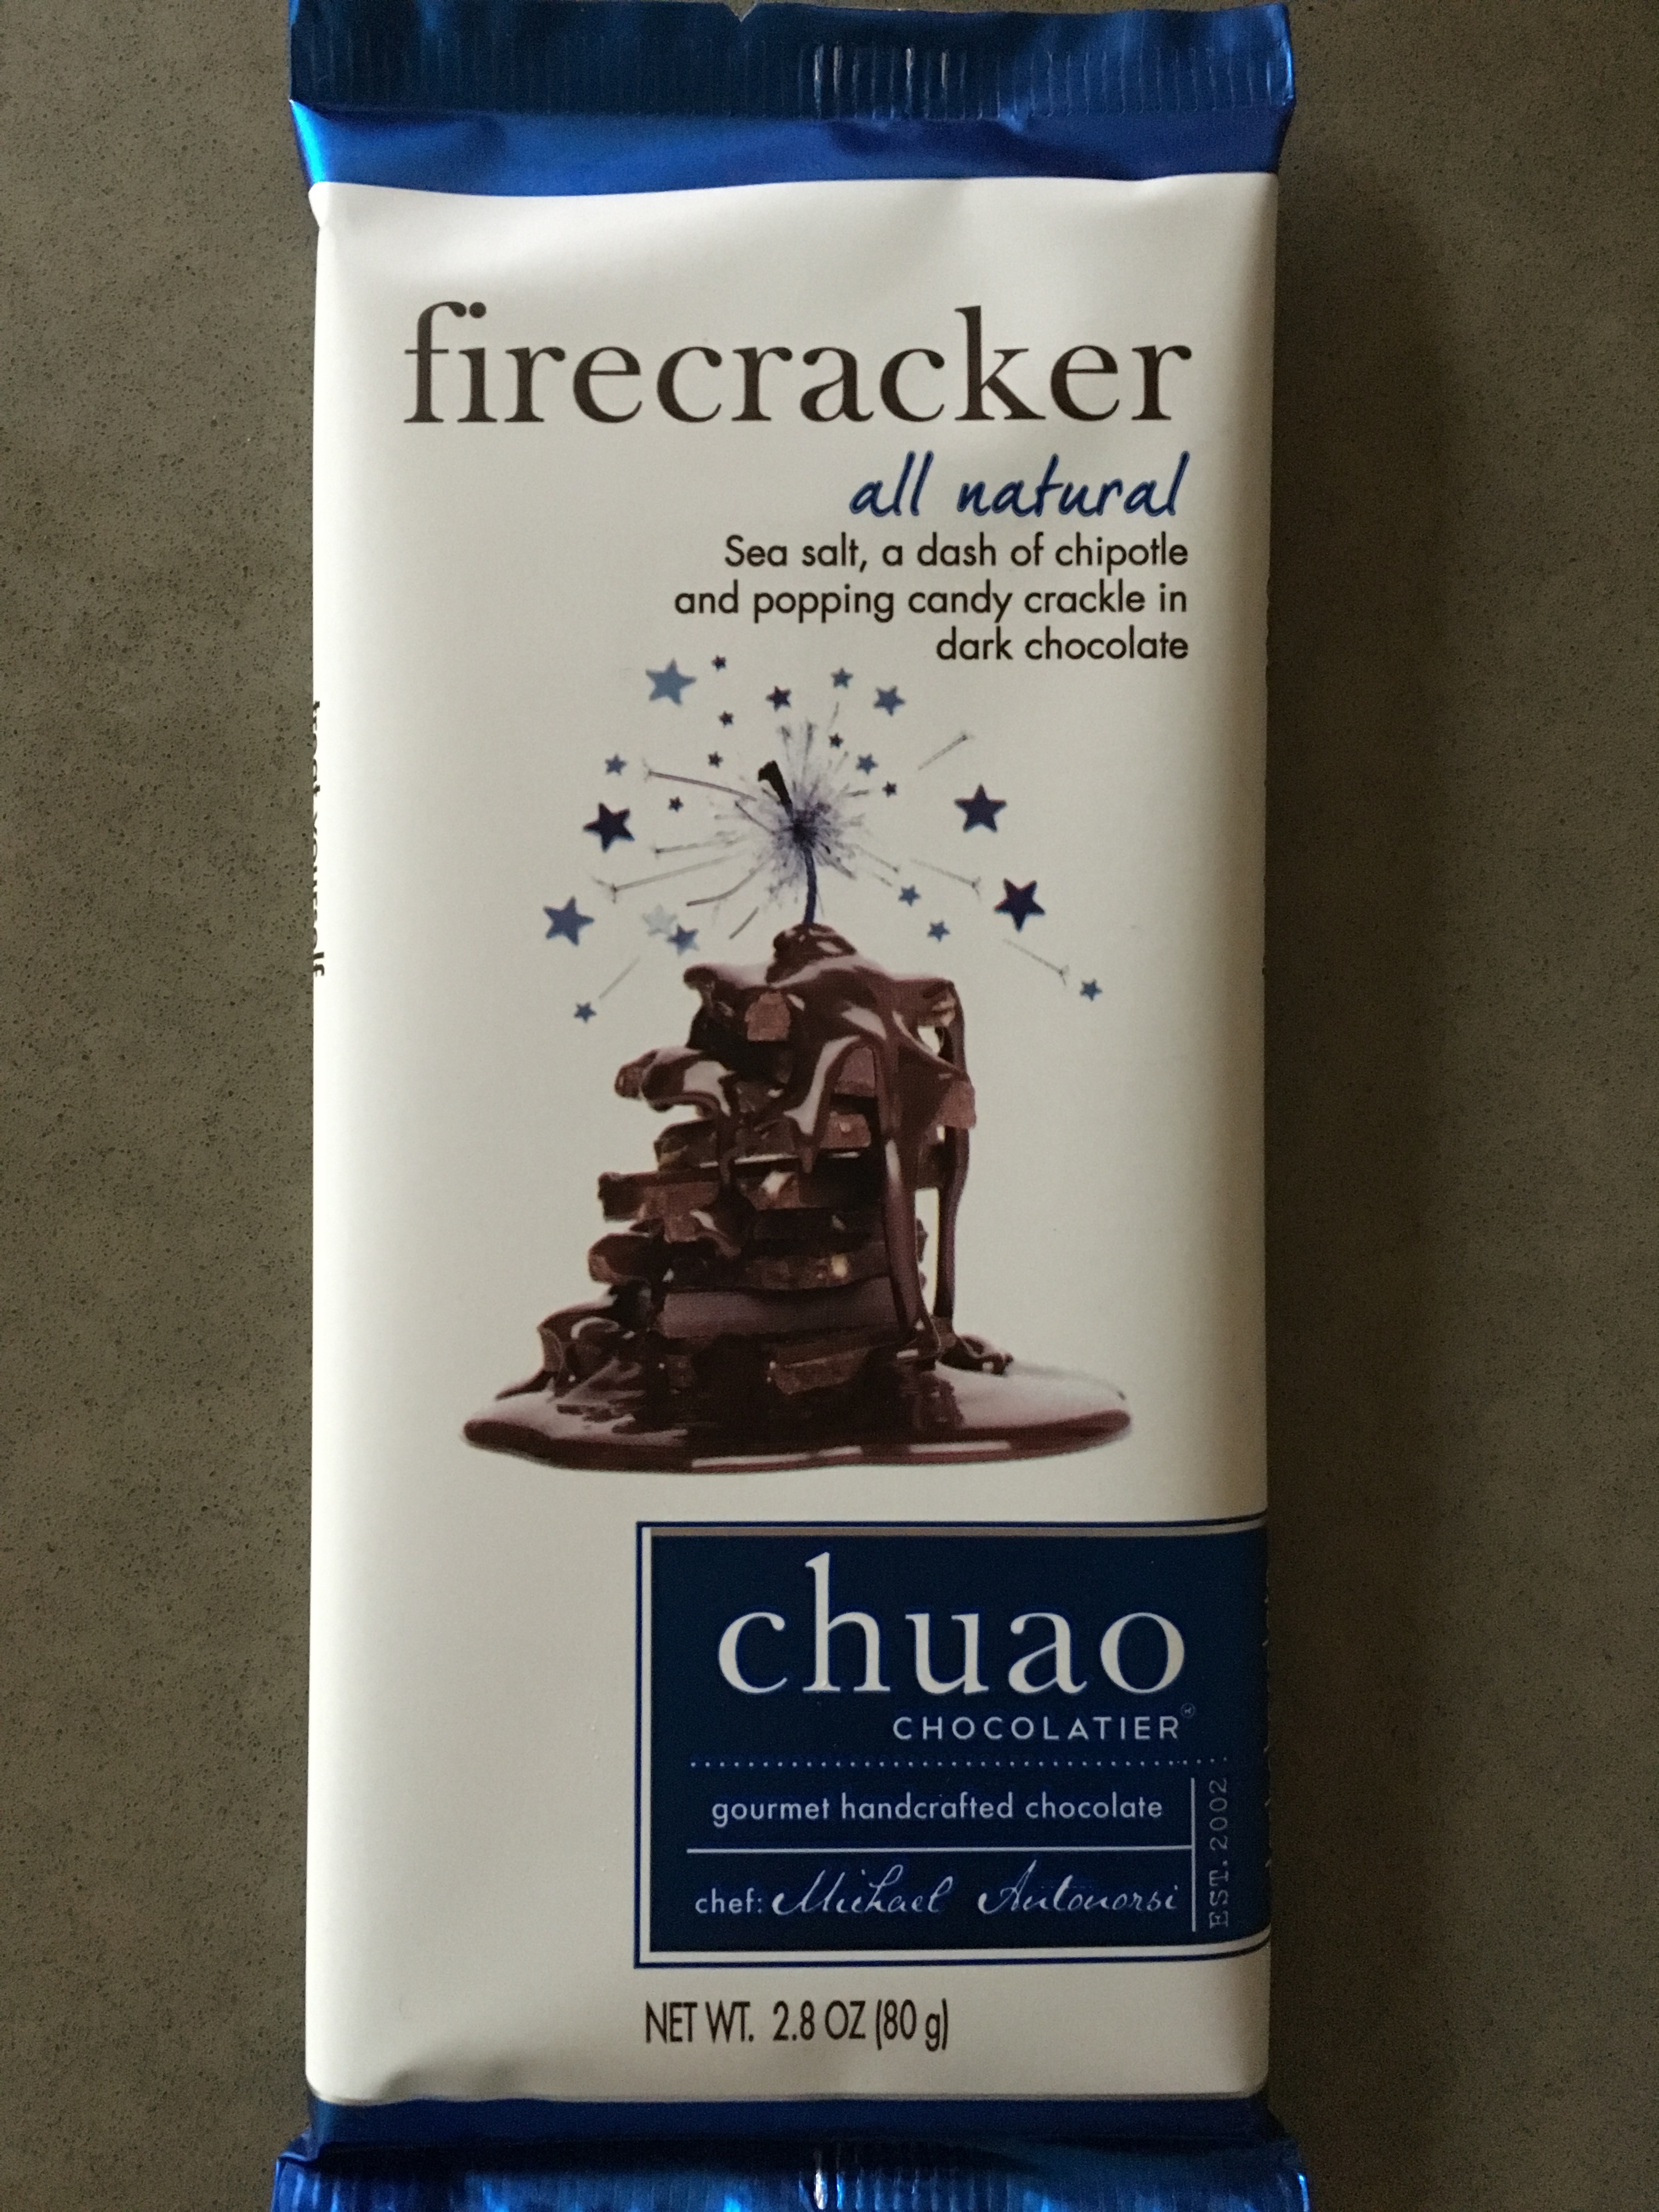 firecracker
all natural
Sea salt, a dash of chipotle
and popping candy crackle in
dark chocolate
chuao
CHOCOLATIER®
gourmet handcrafted chocolate
chef: Michael Antonorsi
EST. 2002
NET WT. 2.8 OZ (80 g)